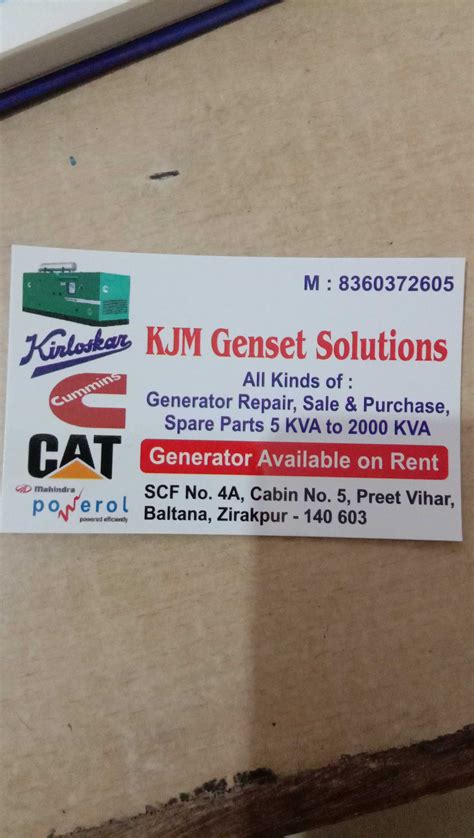 M : 8360372605
Kirloskar
KJM Genset Solutions
Cummins
All Kinds of :
Generator Repair, Sale & Purchase,
Spare Parts 5 KVA to 2000 KVA
CAT
Generator Available on Rent
Mahindra
powerol
powered efficiently
SCF No. 4A, Cabin No. 5, Preet Vihar,
Baltana, Zirakpur - 140 603